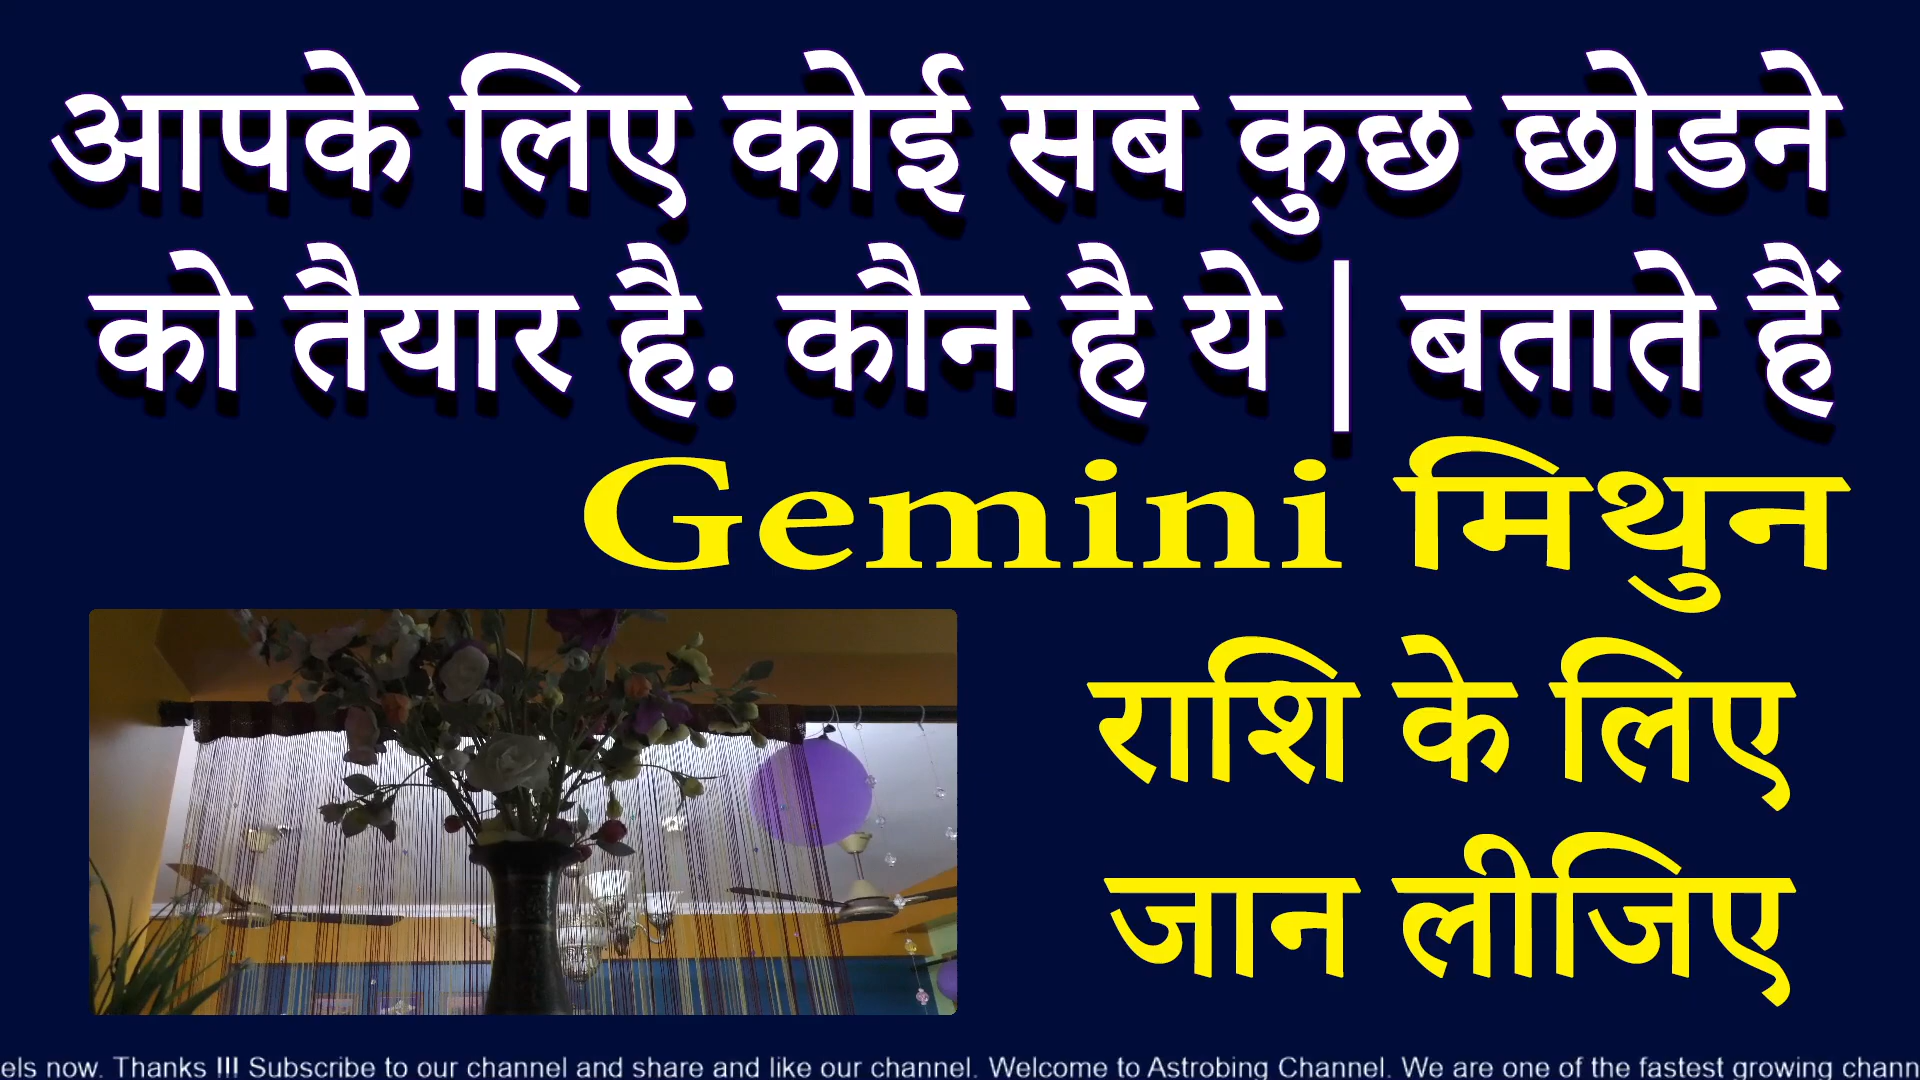 आपके लिए कोई सब कुछ छोडने
को तैयार है. कौन है ये | बताते हैं
Gemini मिथुन
राशि के लिए
जान लीजिए
els now. Thanks !!! Subscribe to our channel and share and like our channel. Welcome to Astrobing Channel. We are one of the fastest growing chann